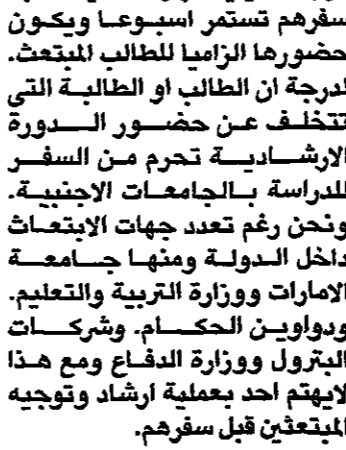 سفرهم تستمر اسبوعا ويكون
حضورها الزاميا للطالب المبتعث.
لدرجة ان الطالب او الطالبة التي
تتخلف عن حضور الدورة
الارشادية تحرم من السفر
للدراسة بالجامعات الاجنبية.
ونحن رغم تعدد جهات الابتعاث
داخل الدولة ومنها جامعة
الامارات ووزارة التربية والتعليم.
ودواوين الحكام. وشركات
البترول ووزارة الدفاع ومع هذا
لايهتم احد بعملية ارشاد وتوجيه
المبتعثين قبل سفرهم.